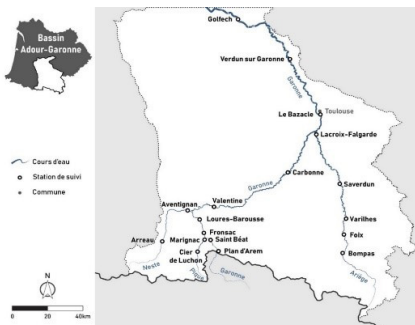 Bassin
Adour-Garonne
Cours d'eau
Station de suivi
Commune
N
0 20 40km
Golfech
Verdun sur Garonne
Garonne
Toulouse
Le Bazacle
Lacroix-Falgarde
Carbonne
Saverdun
Garonne
Valentine
Aventignan
Loures-Barousse
Varilhes
Foix
Fronsac
Arreau
Marignac
Saint Béat
Cier
de Luchon
Plan d'Arem
Bompas
Neste
Pique
Garonne
Ariège